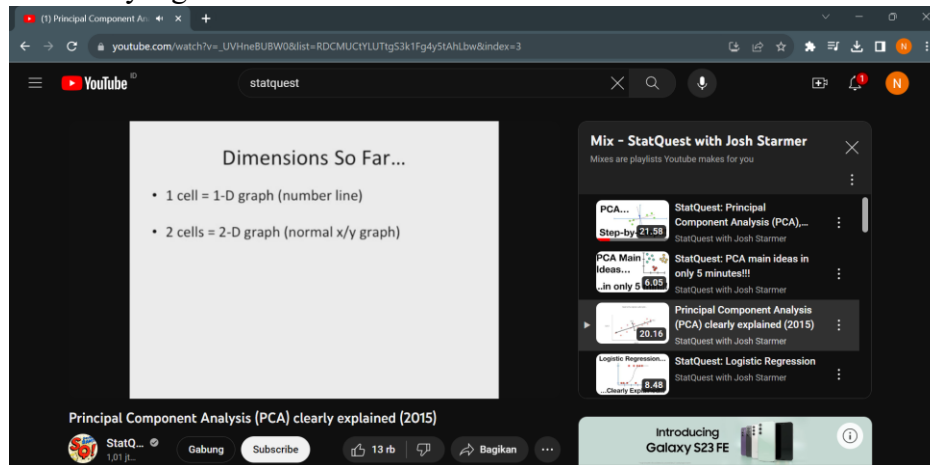 (1) Principal Component An
youtube.com/watch?v=_UVHneBUBW0&list=RDCMUCtYLUTtgS3k1Fg4y5tAhLbw&index=3
N
YouTube ID
statquest
1
N
Dimensions So Far...
• 1 cell = 1-D graph (number line)
• 2 cells = 2-D graph (normal x/y graph)
Principal Component Analysis (PCA) clearly explained (2015)
StatQ...
1,01 jt...
Gabung
Subscribe
13 rb
Bagikan
Mix - StatQuest with Josh Starmer
Mixes are playlists Youtube makes for you
PCA...
Step-by-
21.58
StatQuest: Principal
Component Analysis (PCA),...
StatQuest with Josh Starmer
PCA Main
Ideas...
...in only 5
6.05
StatQuest: PCA main ideas in
only 5 minutes!!!
StatQuest with Josh Starmer
20.16
Principal Component Analysis
(PCA) clearly explained (2015)
StatQuest with Josh Starmer
Logistic Regression...
...Clearly Exp
8.48
StatQuest: Logistic Regression
StatQuest with Josh Starmer
Introducing
Galaxy S23 FE